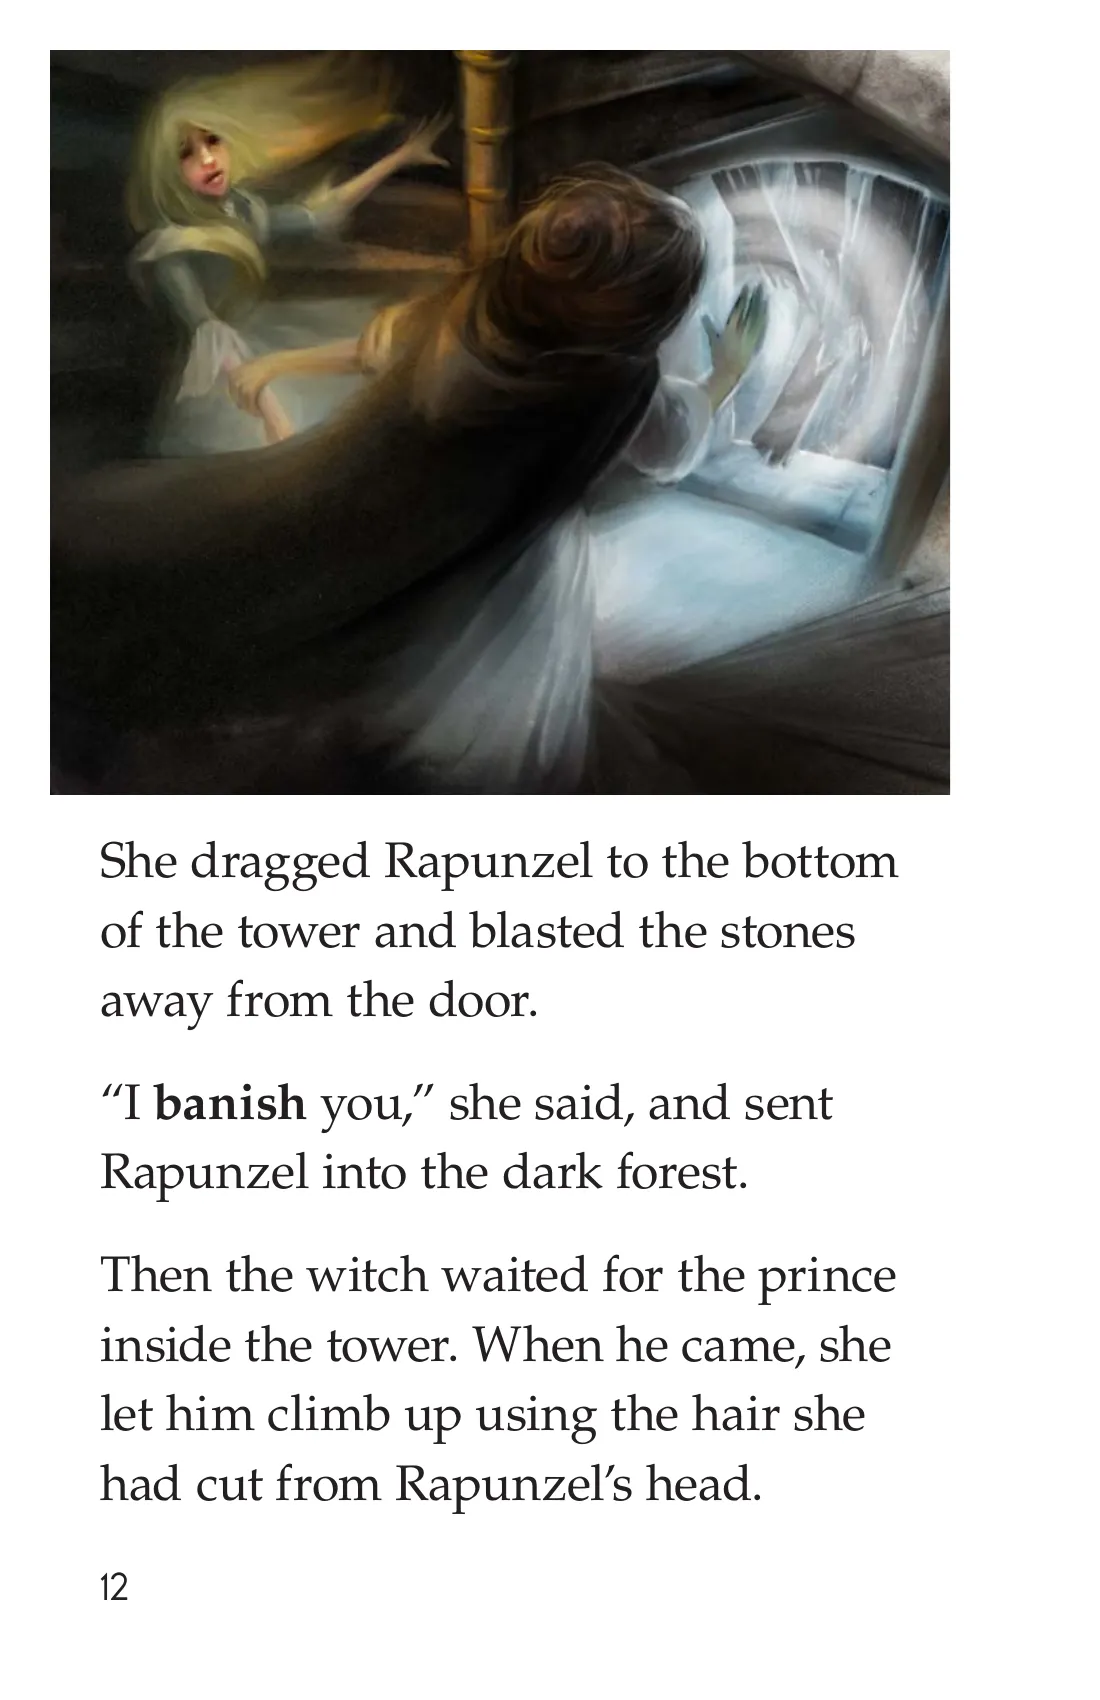 She dragged Rapunzel to the bottom
of the tower and blasted the stones
away from the door.
“I banish you,” she said, and sent
Rapunzel into the dark forest.
Then the witch waited for the prince
inside the tower. When he came, she
let him climb up using the hair she
had cut from Rapunzel’s head.
12